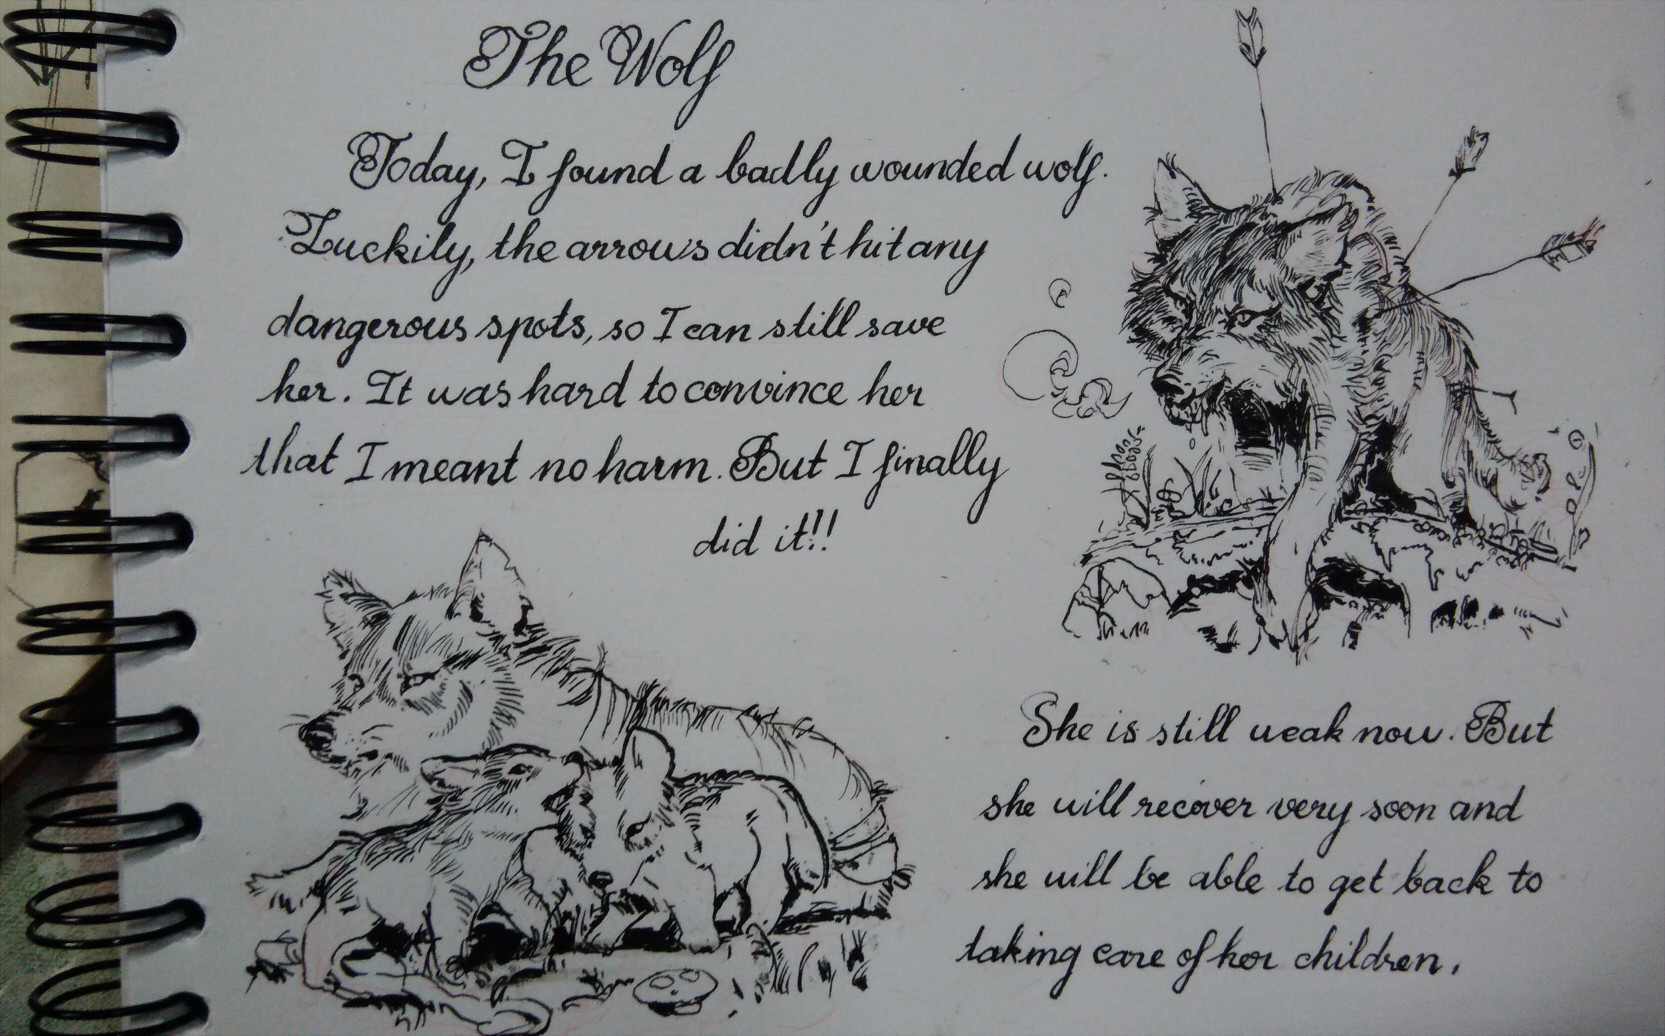 The Wolf
Today, I found a badly wounded wolf.
Luckily, the arrows didn't hit any
dangerous spots, so I can still save
her. It was hard to convince her
that I meant no harm. But I finally
did it!!
She is still weak now. But
she will recover very soon and
she will be able to get back to
taking care of her children.